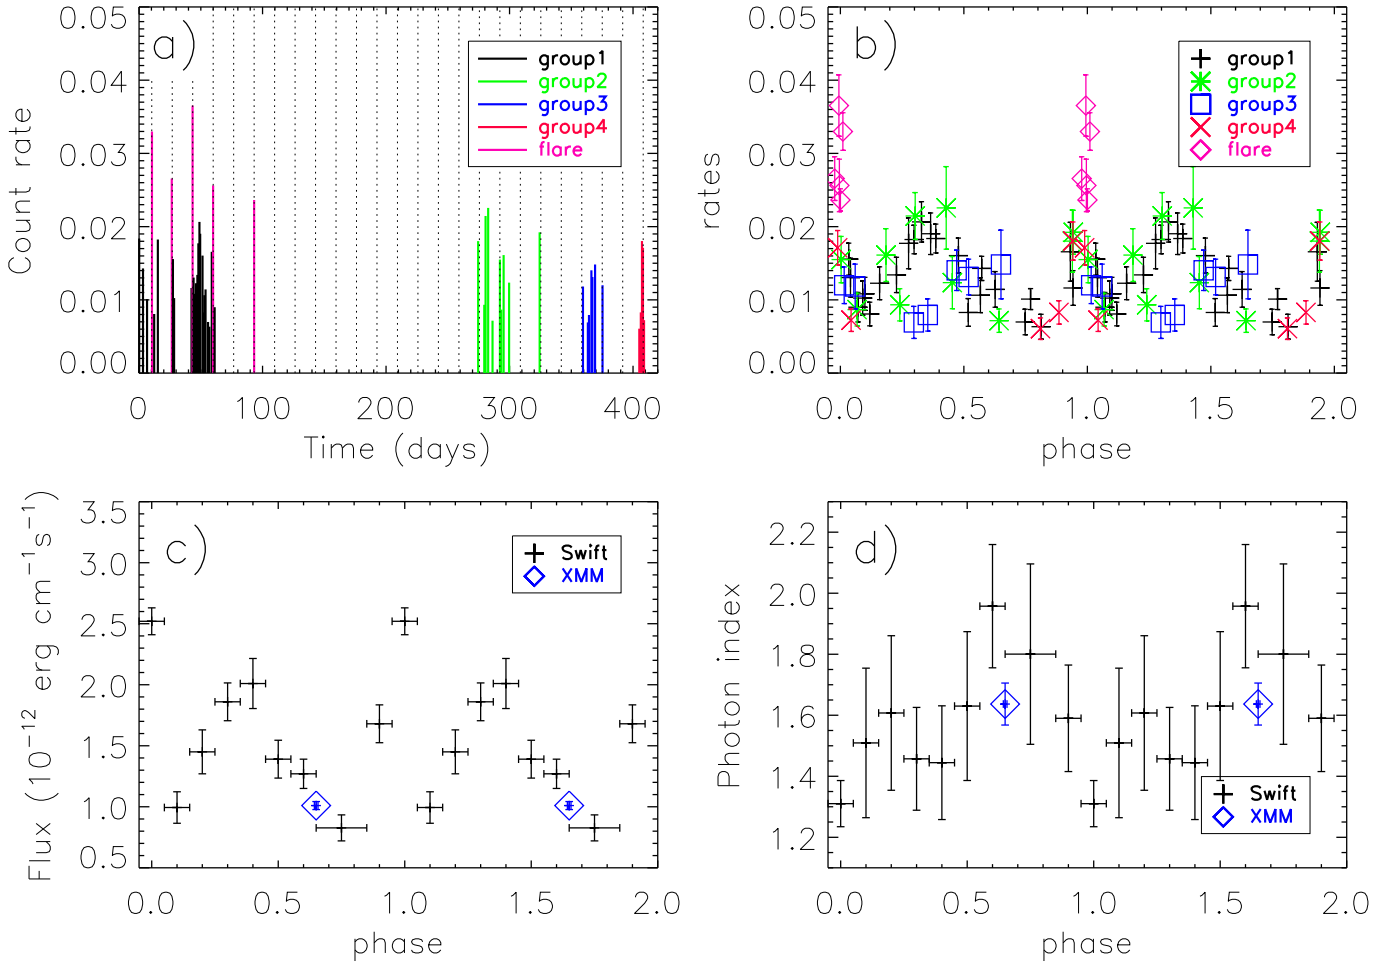 a)
0.05
0.04
0.03
0.02
0.01
0.00
Count rate
group1
group2
group3
group4
flare
0 100 200 300 400
Time (days)
b)
0.05
0.04
0.03
0.02
0.01
0.00
rates
group1
group2
group3
group4
flare
0.0 0.5 1.0 1.5 2.0
phase
c)
3.5
3.0
2.5
2.0
1.5
1.0
0.5
Flux (10−12 erg cm−1s−1)
Swift
XMM
0.0 0.5 1.0 1.5 2.0
phase
d)
2.2
2.0
1.8
1.6
1.4
1.2
Photon index
Swift
XMM
0.0 0.5 1.0 1.5 2.0
phase